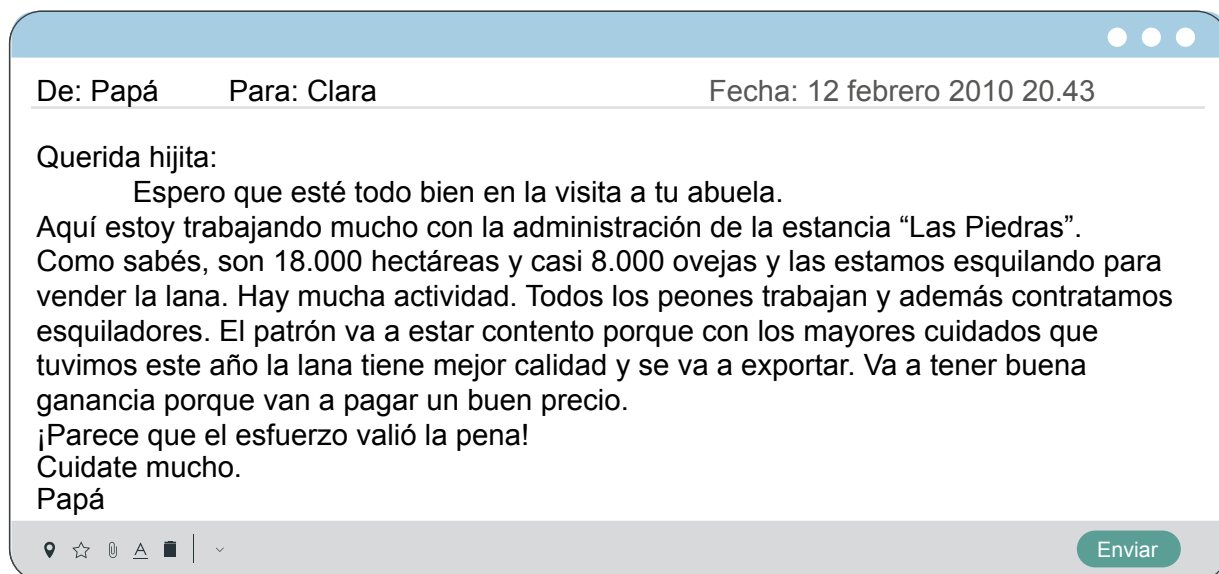 De: Papá Para: Clara Fecha: 12 febrero 2010 20.43
Querida hijita:
Espero que esté todo bien en la visita a tu abuela.
Aquí estoy trabajando mucho con la administración de la estancia “Las Piedras”.
Como sabés, son 18.000 hectáreas y casi 8.000 ovejas y las estamos esquilando para
vender la lana. Hay mucha actividad. Todos los peones trabajan y además contratamos
esquiladores. El patrón va a estar contento porque con los mayores cuidados que
tuvimos este año la lana tiene mejor calidad y se va a exportar. Va a tener buena
ganancia porque van a pagar un buen precio.
¡Parece que el esfuerzo valió la pena!
Cuidate mucho.
Papá
A
Enviar